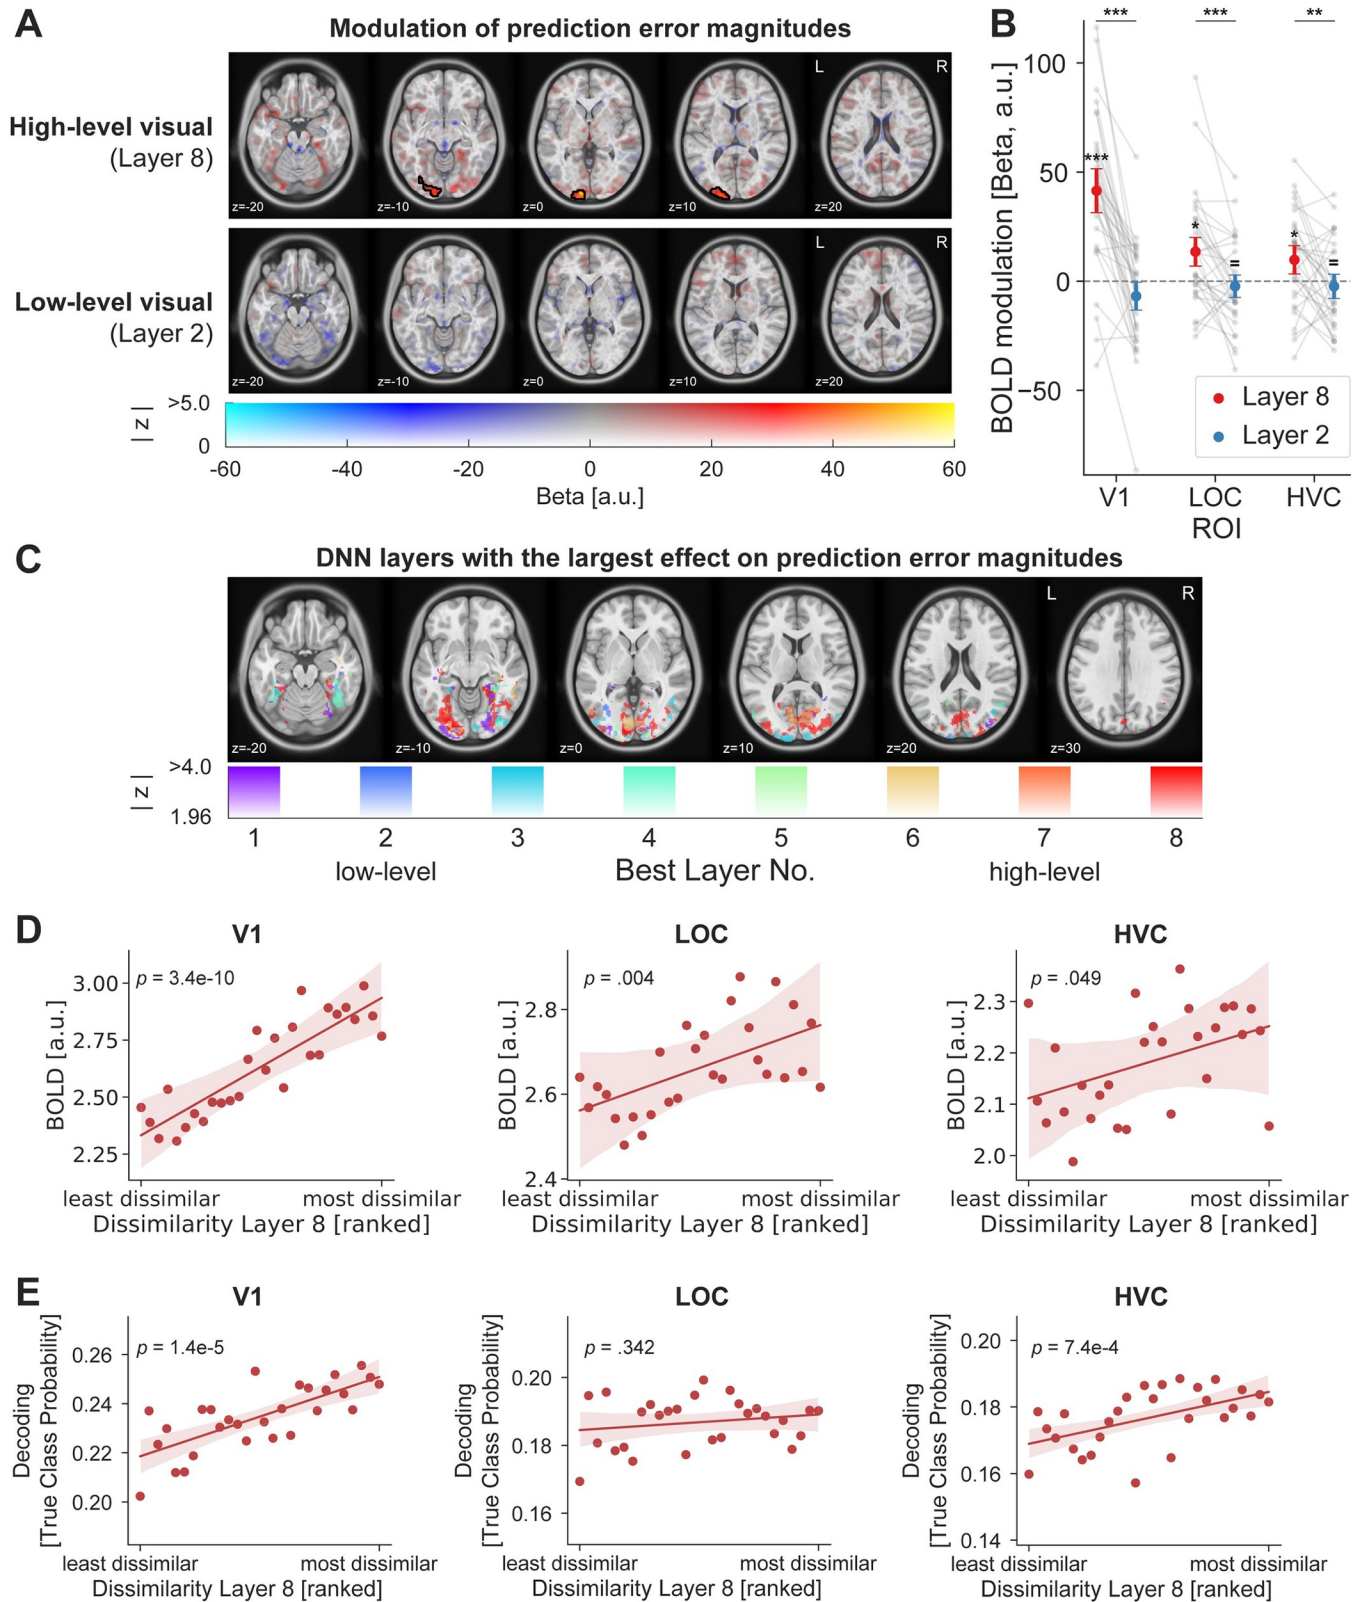 A
Modulation of prediction error magnitudes
High-level visual
(Layer 8)
L
R
z=-20
z=-10
z=0
z=10
z=20
Low-level visual
(Layer 2)
L
R
z=-20
z=-10
z=0
z=10
z=20
| z |
>5.0
0
-60
-40
-20
0
20
40
60
Beta [a.u.]
B
***
***
**
BOLD modulation [Beta, a.u.]
100
50
0
−50
***
*
=
*
=
Layer 8
Layer 2
V1
LOC
HVC
ROI
C
DNN layers with the largest effect on prediction error magnitudes
L
R
z=-20
z=-10
z=0
z=10
z=20
z=30
| z |
>4.0
1.96
1
2
3
4
5
6
7
8
low-level
Best Layer No.
high-level
D
V1
p = 3.4e-10
BOLD [a.u.]
3.00
2.75
2.50
2.25
least dissimilar
most dissimilar
Dissimilarity Layer 8 [ranked]
LOC
p = .004
BOLD [a.u.]
2.8
2.6
2.4
least dissimilar
most dissimilar
Dissimilarity Layer 8 [ranked]
HVC
p = .049
BOLD [a.u.]
2.3
2.2
2.1
2.0
least dissimilar
most dissimilar
Dissimilarity Layer 8 [ranked]
E
V1
p = 1.4e-5
Decoding
[True Class Probability]
0.26
0.24
0.22
0.20
least dissimilar
most dissimilar
Dissimilarity Layer 8 [ranked]
LOC
p = .342
Decoding
[True Class Probability]
0.20
0.18
0.16
least dissimilar
most dissimilar
Dissimilarity Layer 8 [ranked]
HVC
p = 7.4e-4
Decoding
[True Class Probability]
0.20
0.18
0.16
0.14
least dissimilar
most dissimilar
Dissimilarity Layer 8 [ranked]